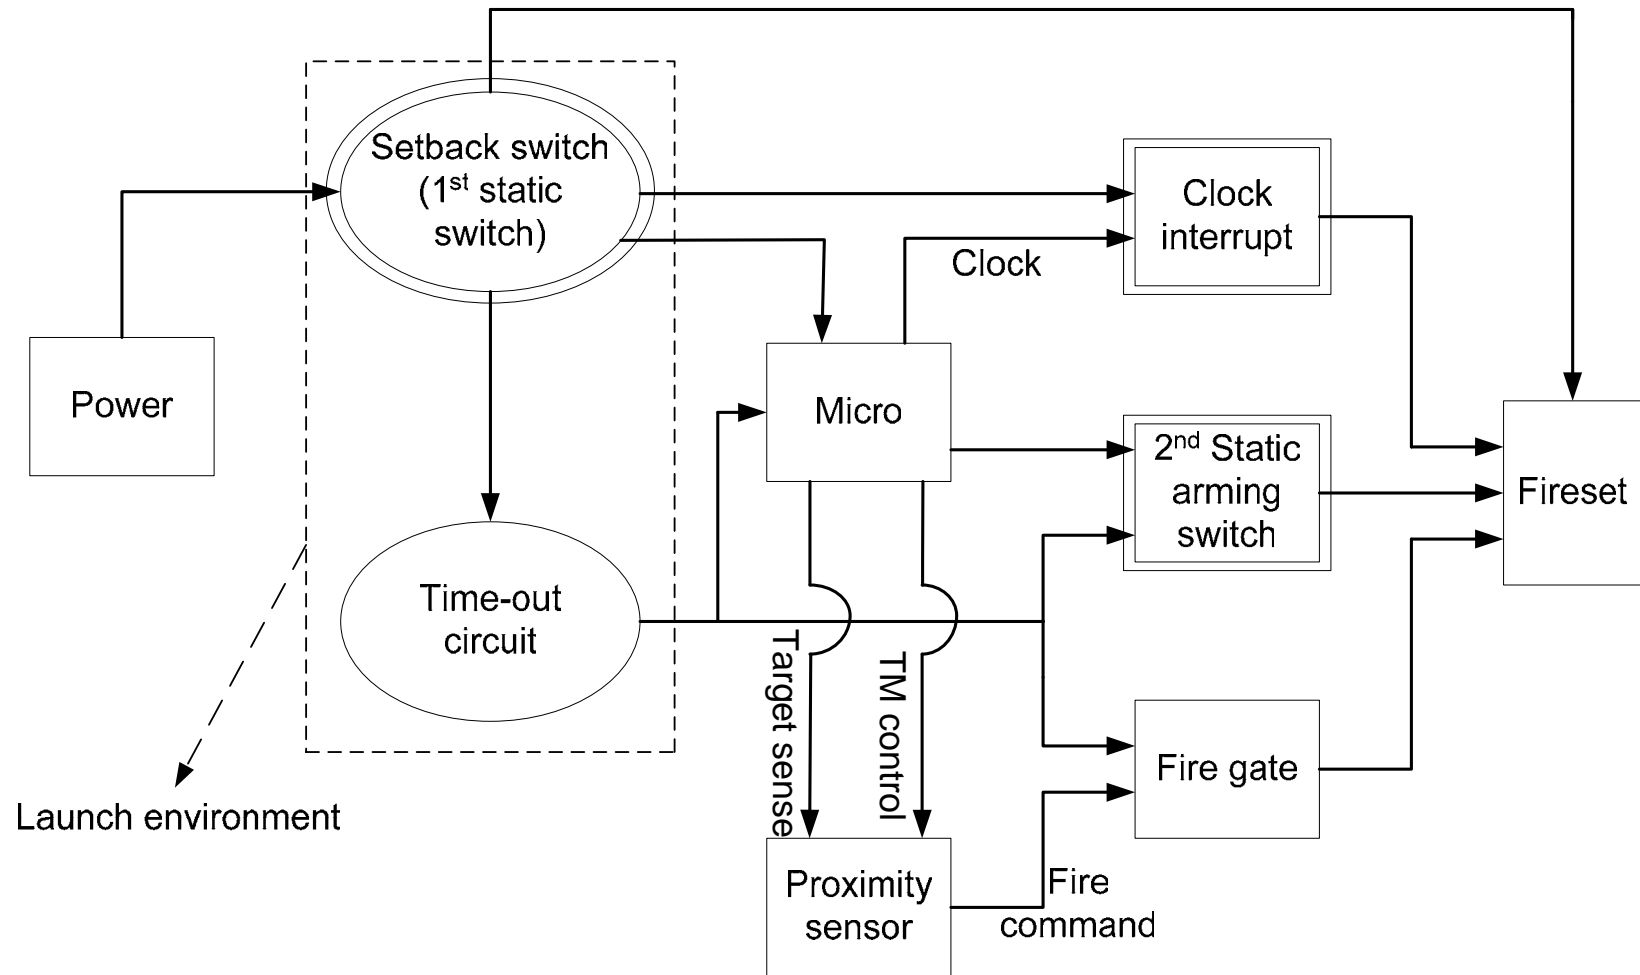 Setback switch
(1st static
switch)
Clock
interrupt
Clock
Power
Micro
2nd Static
arming
switch
Fireset
Time-out
circuit
Target sense
TM control
Fire gate
Launch environment
Proximity
sensor
Fire
command